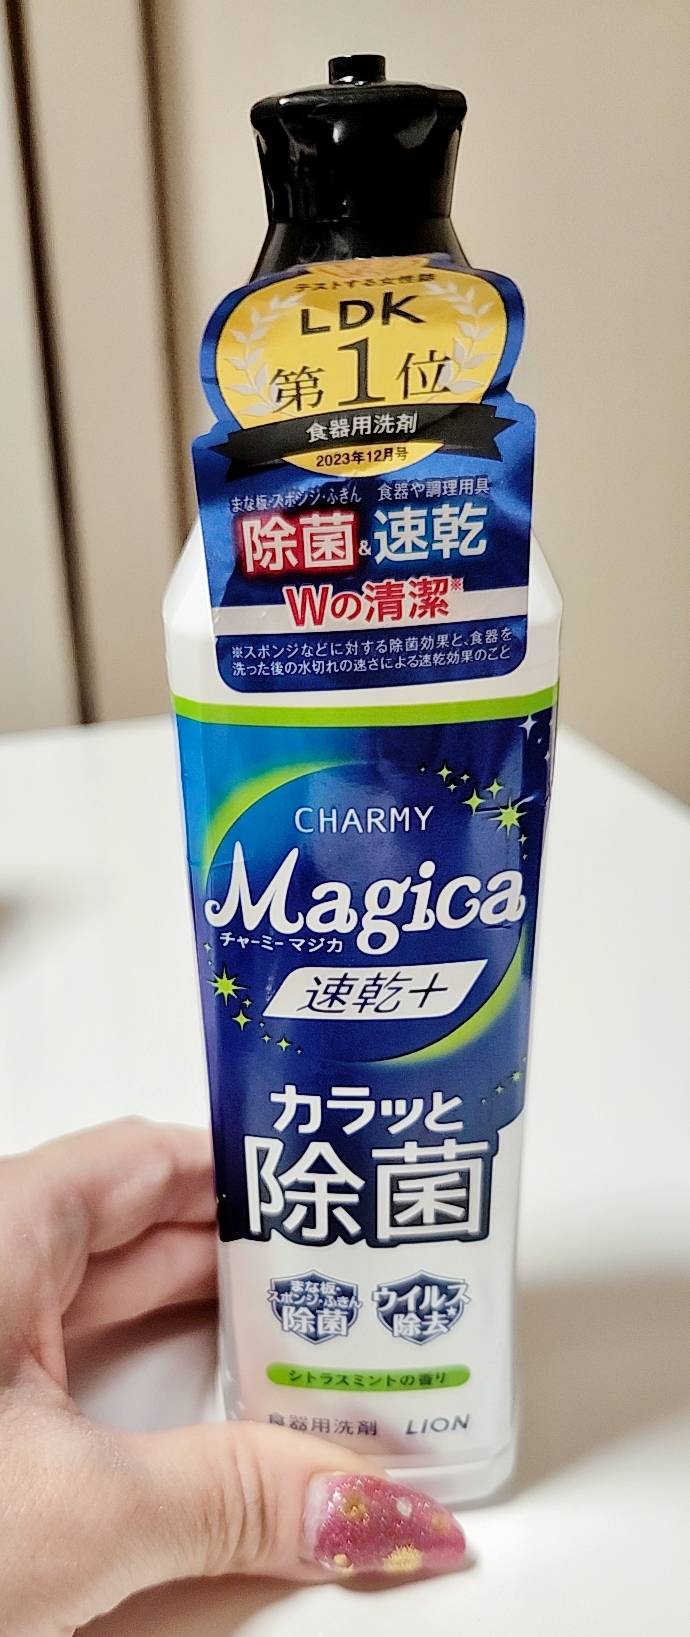 テストする女性誌
LDK
第1位
食器用洗剤
2023年12月号
まな板・スポンジ・ふきん 食器や調理用具
除菌&速乾
Wの清潔※
※スポンジなどに対する除菌効果と、食器を
洗った後の水切れの速さによる速乾効果のこと
CHARMY
Magica
チャーミー マジカ
速乾+
カラッと
除菌
まな板・
スポンジ・ふきん
除菌
ウイルス
除去*
シトラスミントの香り
食器用洗剤 LION